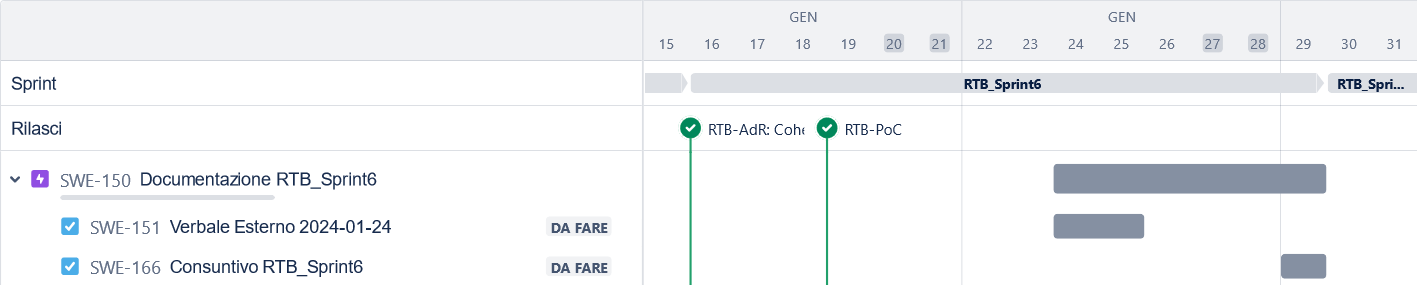 GEN GEN
15 16 17 18 19 20 21 22 23 24 25 26 27 28 29 30 31
Sprint RTB_Sprint6 RTB_Spri...
Rilasci RTB-AdR: Cohe RTB-PoC
SWE-150 Documentazione RTB_Sprint6
SWE-151 Verbale Esterno 2024-01-24 DA FARE
SWE-166 Consuntivo RTB_Sprint6 DA FARE